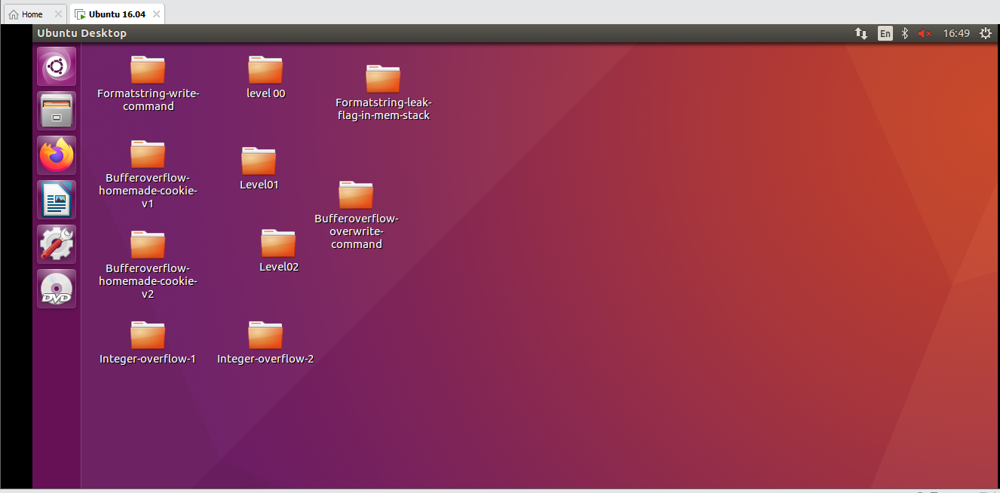 Home
Ubuntu 16.04
Ubuntu Desktop
En
16:49
Formatstring-write-
command
level 00
Formatstring-leak-
flag-in-mem-stack
Bufferoverflow-
homemade-cookie-
v1
Level01
Bufferoverflow-
overwrite-
command
Bufferoverflow-
homemade-cookie-
v2
Level02
Integer-overflow-1
Integer-overflow-2
DVD